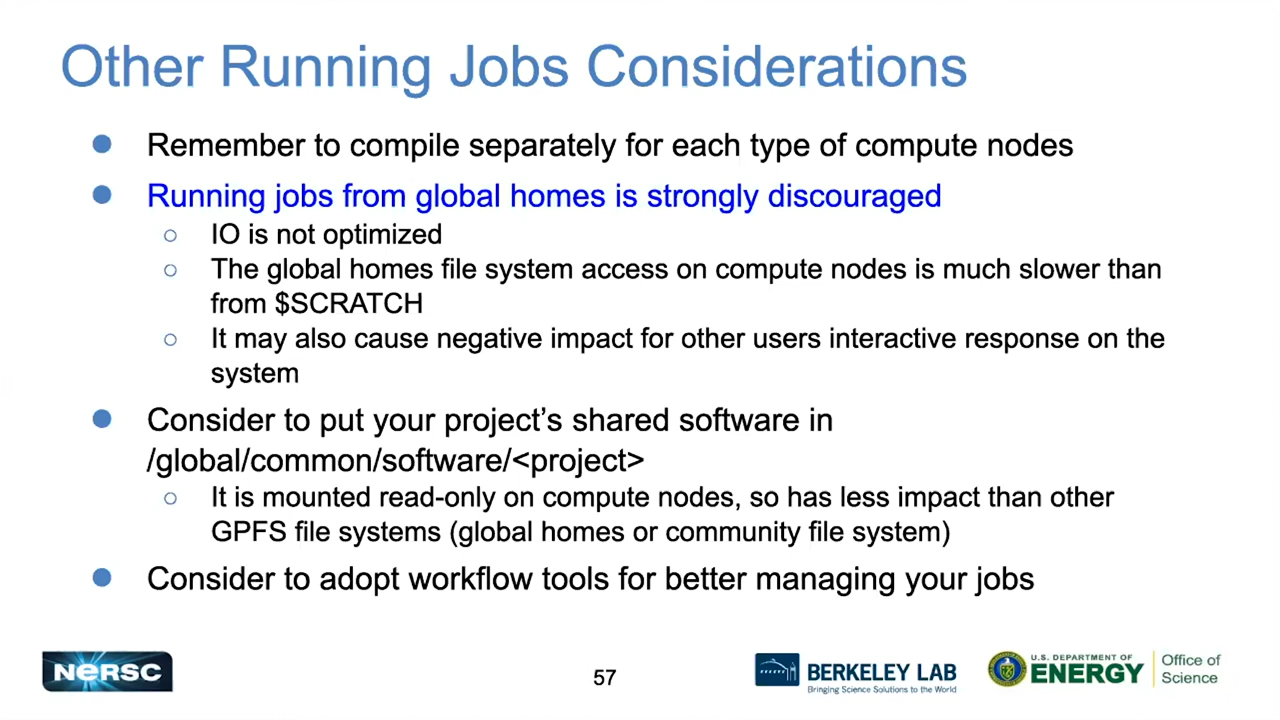 Other Running Jobs Considerations
Remember to compile separately for each type of compute nodes
Running jobs from global homes is strongly discouraged
IO is not optimized
The global homes file system access on compute nodes is much slower than
from $SCRATCH
It may also cause negative impact for other users interactive response on the
system
Consider to put your project’s shared software in
/global/common/software/<project>
It is mounted read-only on compute nodes, so has less impact than other
GPFS file systems (global homes or community file system)
Consider to adopt workflow tools for better managing your jobs
NERSC
57
BERKELEY LAB
Bringing Science Solutions to the World
U.S. DEPARTMENT OF
ENERGY
Office of
Science